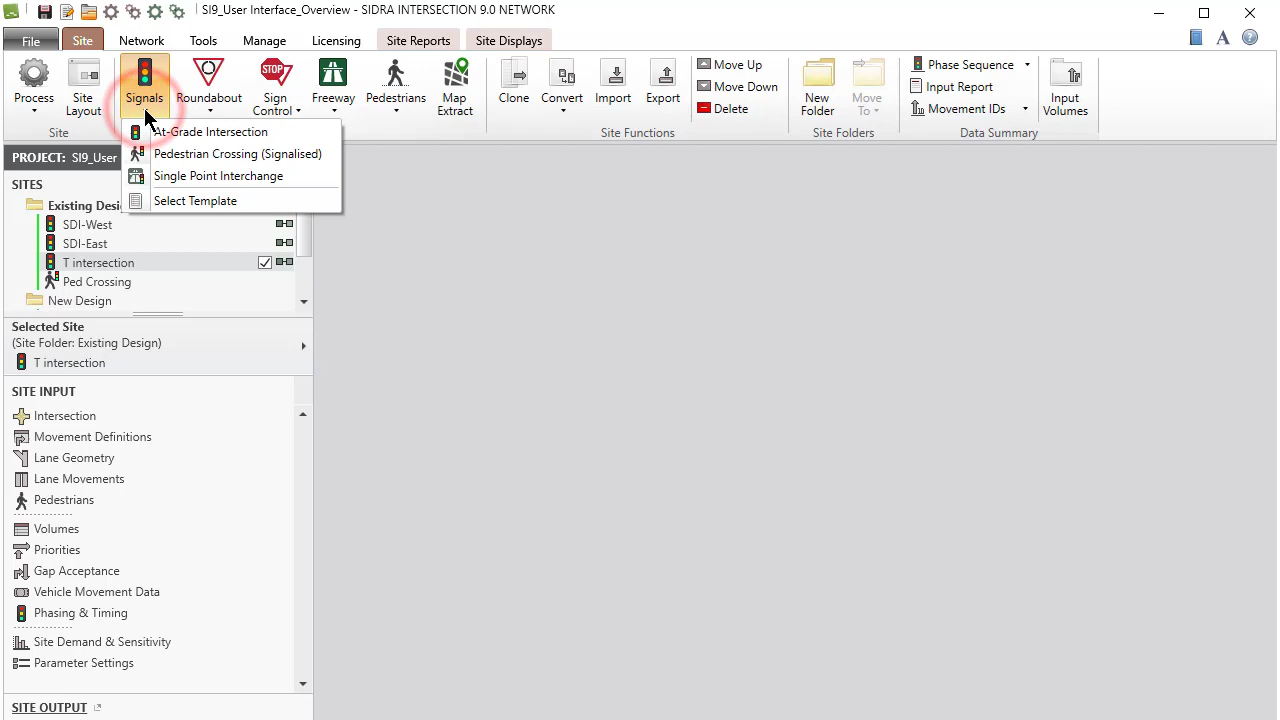 SI9_User Interface_Overview - SIDRA INTERSECTION 9.0 NETWORK
File
Site
Network
Tools
Manage
Licensing
Site Reports
Site Displays
Process
Site Layout
Signals
Roundabout
STOP
Sign Control
Freeway
Pedestrians
Map Extract
Clone
Convert
Import
Export
Move Up
Move Down
Delete
New Folder
Move To
Phase Sequence
Input Report
Movement IDs
Input Volumes
Site
Site Functions
Site Folders
Data Summary
At-Grade Intersection
Pedestrian Crossing (Signalised)
Single Point Interchange
Select Template
PROJECT: SI9_User
SITES
Existing Desi
SDI-West
SDI-East
T intersection
Ped Crossing
New Design
Selected Site
(Site Folder: Existing Design)
T intersection
SITE INPUT
Intersection
Movement Definitions
Lane Geometry
Lane Movements
Pedestrians
Volumes
Priorities
Gap Acceptance
Vehicle Movement Data
Phasing & Timing
Site Demand & Sensitivity
Parameter Settings
SITE OUTPUT